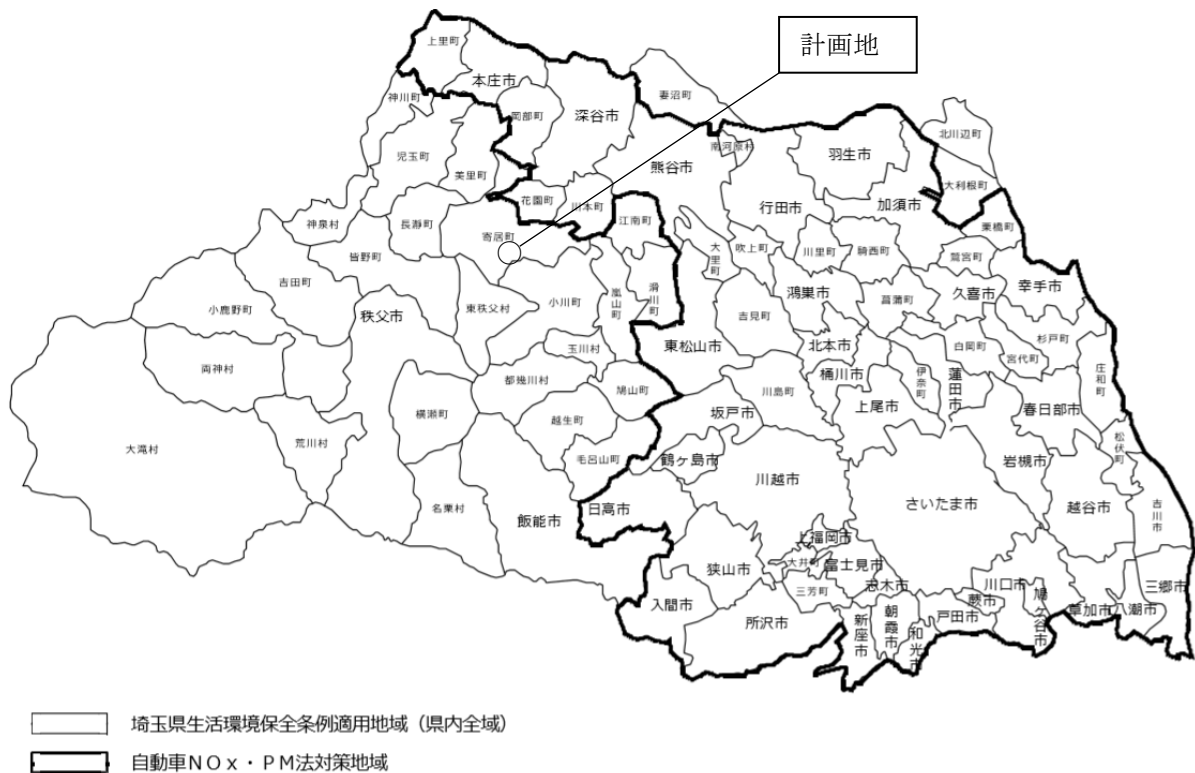 計画地
上里町
本庄市
神川町
岡部町
深谷市
妻沼町
児玉町
美里町
熊谷市
南河原村
羽生市
北川辺町
大利根町
花園町
川本町
江南町
行田市
加須市
栗橋町
神泉村
長瀞町
寄居町
皆野町
大里町
吹上町
川里町
騎西町
鷲宮町
吉田町
小鹿野町
秩父市
東秩父村
小川町
嵐山町
滑川町
鴻巣市
菖蒲町
久喜市
幸手市
吉見町
両神村
玉川村
東松山市
北本市
白岡町
宮代町
杉戸町
都幾川村
鳩山町
桶川市
伊奈町
蓮田市
庄和町
横瀬町
越生町
川島町
坂戸市
上尾市
春日部市
大滝村
荒川村
毛呂山町
鶴ヶ島市
川越市
岩槻市
松伏町
名栗村
飯能市
日高市
さいたま市
越谷市
吉川市
上福岡市
大井町
富士見市
狭山市
三芳町
志木市
川口市
鳩ヶ谷市
三郷市
入間市
所沢市
新座市
朝霞市
和光市
戸田市
蕨市
草加市
八潮市
埼玉県生活環境保全条例適用地域（県内全域）
自動車ＮＯｘ・ＰＭ法対策地域